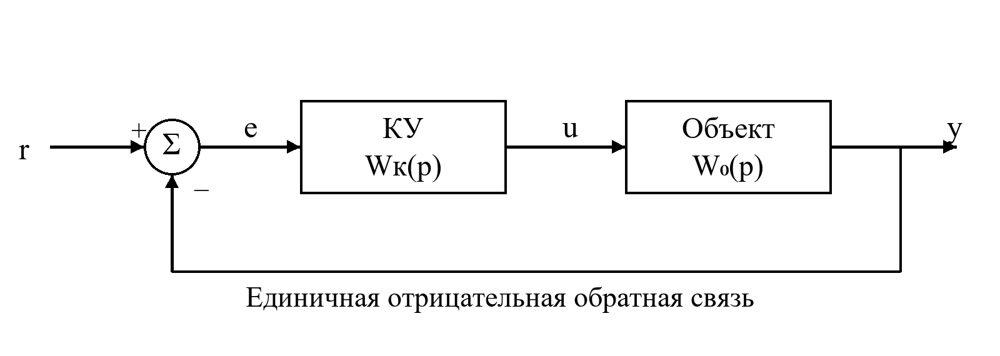 r
+
Σ
–
e
КУ
Wк(p)
u
Объект
W₀(p)
y
Единичная отрицательная обратная связь